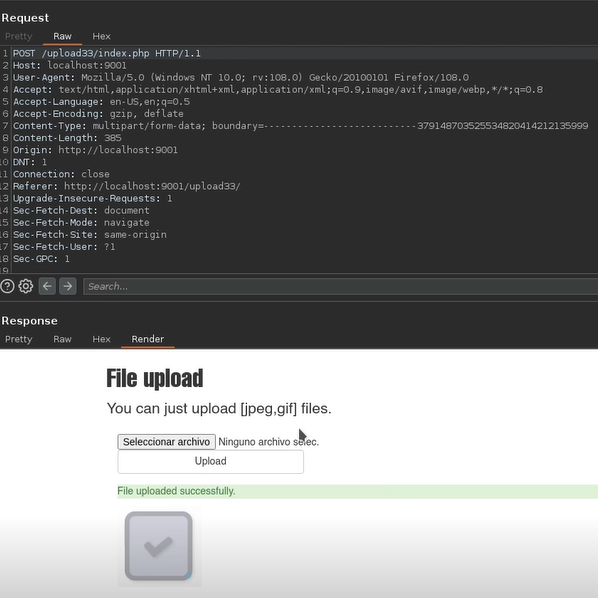 Request
Pretty Raw Hex
1 POST /upload33/index.php HTTP/1.1
2 Host: localhost:9001
3 User-Agent: Mozilla/5.0 (Windows NT 10.0; rv:108.0) Gecko/20100101 Firefox/108.0
4 Accept: text/html,application/xhtml+xml,application/xml;q=0.9,image/avif,image/webp,*/*;q=0.8
5 Accept-Language: en-US,en;q=0.5
6 Accept-Encoding: gzip, deflate
7 Content-Type: multipart/form-data; boundary=---------------------------379148703525534820414212135999
8 Content-Length: 385
9 Origin: http://localhost:9001
10 DNT: 1
11 Connection: close
12 Referer: http://localhost:9001/upload33/
13 Upgrade-Insecure-Requests: 1
14 Sec-Fetch-Dest: document
15 Sec-Fetch-Mode: navigate
16 Sec-Fetch-Site: same-origin
17 Sec-Fetch-User: ?1
18 Sec-GPC: 1
19
Search...
Response
Pretty Raw Hex Render
File upload
You can just upload [jpeg,gif] files.
Seleccionar archivo Ninguno archivo selec.
Upload
File uploaded successfully.